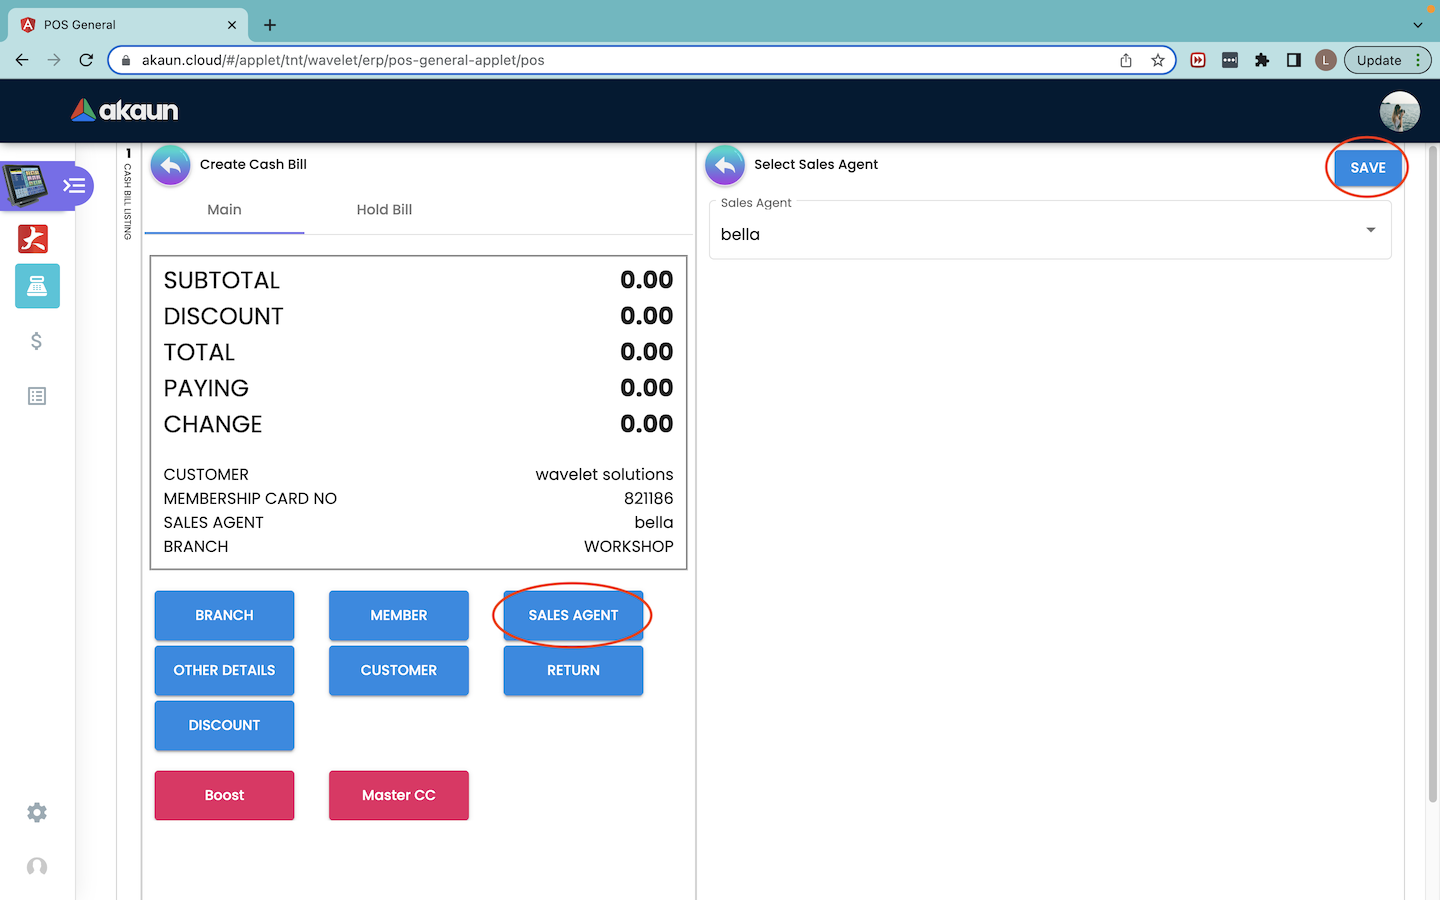 POS General
akaun.cloud/#/applet/tnt/wavelet/erp/pos-general-applet/pos
L
Update
akaun
1
CASH BILL LISTING
Create Cash Bill
Main
Hold Bill
SUBTOTAL 0.00
DISCOUNT 0.00
TOTAL 0.00
PAYING 0.00
CHANGE 0.00
CUSTOMER wavelet solutions
MEMBERSHIP CARD NO 821186
SALES AGENT bella
BRANCH WORKSHOP
BRANCH
MEMBER
SALES AGENT
OTHER DETAILS
CUSTOMER
RETURN
DISCOUNT
Boost
Master CC
Select Sales Agent
SAVE
Sales Agent
bella